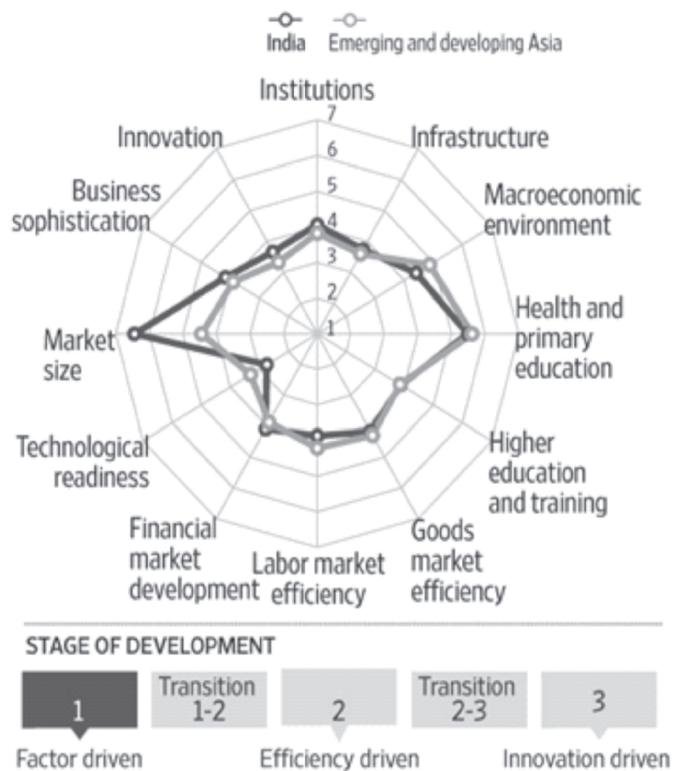 India Emerging and developing Asia
Institutions
7
6
5
4
3
2
1
Infrastructure
Macroeconomic
environment
Health and
primary
education
Higher
education
and training
Goods
market
efficiency
Labor market
efficiency
Financial
market
development
Technological
readiness
Market
size
Business
sophistication
Innovation
STAGE OF DEVELOPMENT
1
Transition
1-2
2
Transition
2-3
3
Factor driven
Efficiency driven
Innovation driven